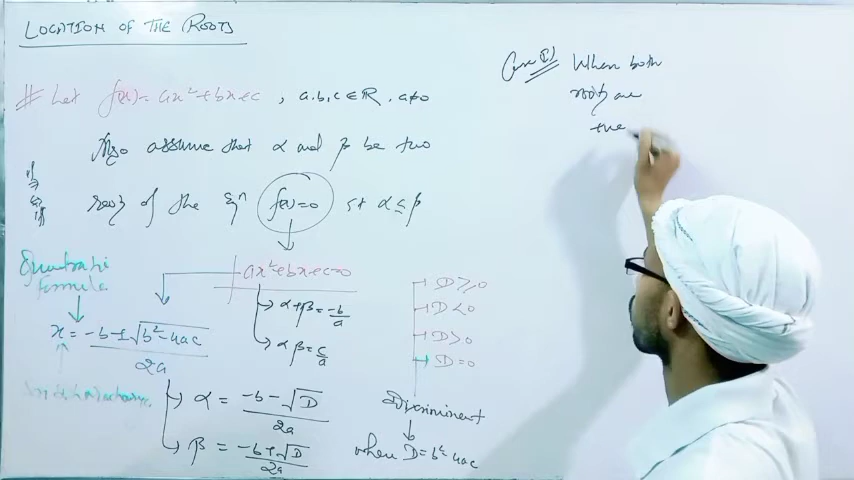 LOCATION OF THE ROOTS
# Let f(x) = ax²+bx+c , a,b,c ∈ ℝ, a≠0
Also assume that α and β be two
roots of the Eqⁿ f(x)=0 st α ≤ β
ax²+bx+c=0
α+β = -b/a
αβ = c/a
Quadratic
formula
x = -b±√b²-4ac / 2a
α = -b-√D / 2a
β = -b+√D / 2a
D≥0
D<0
D>0
D=0
Discriminent
when D = b²-4ac
Case I) When both
roots are
+ve